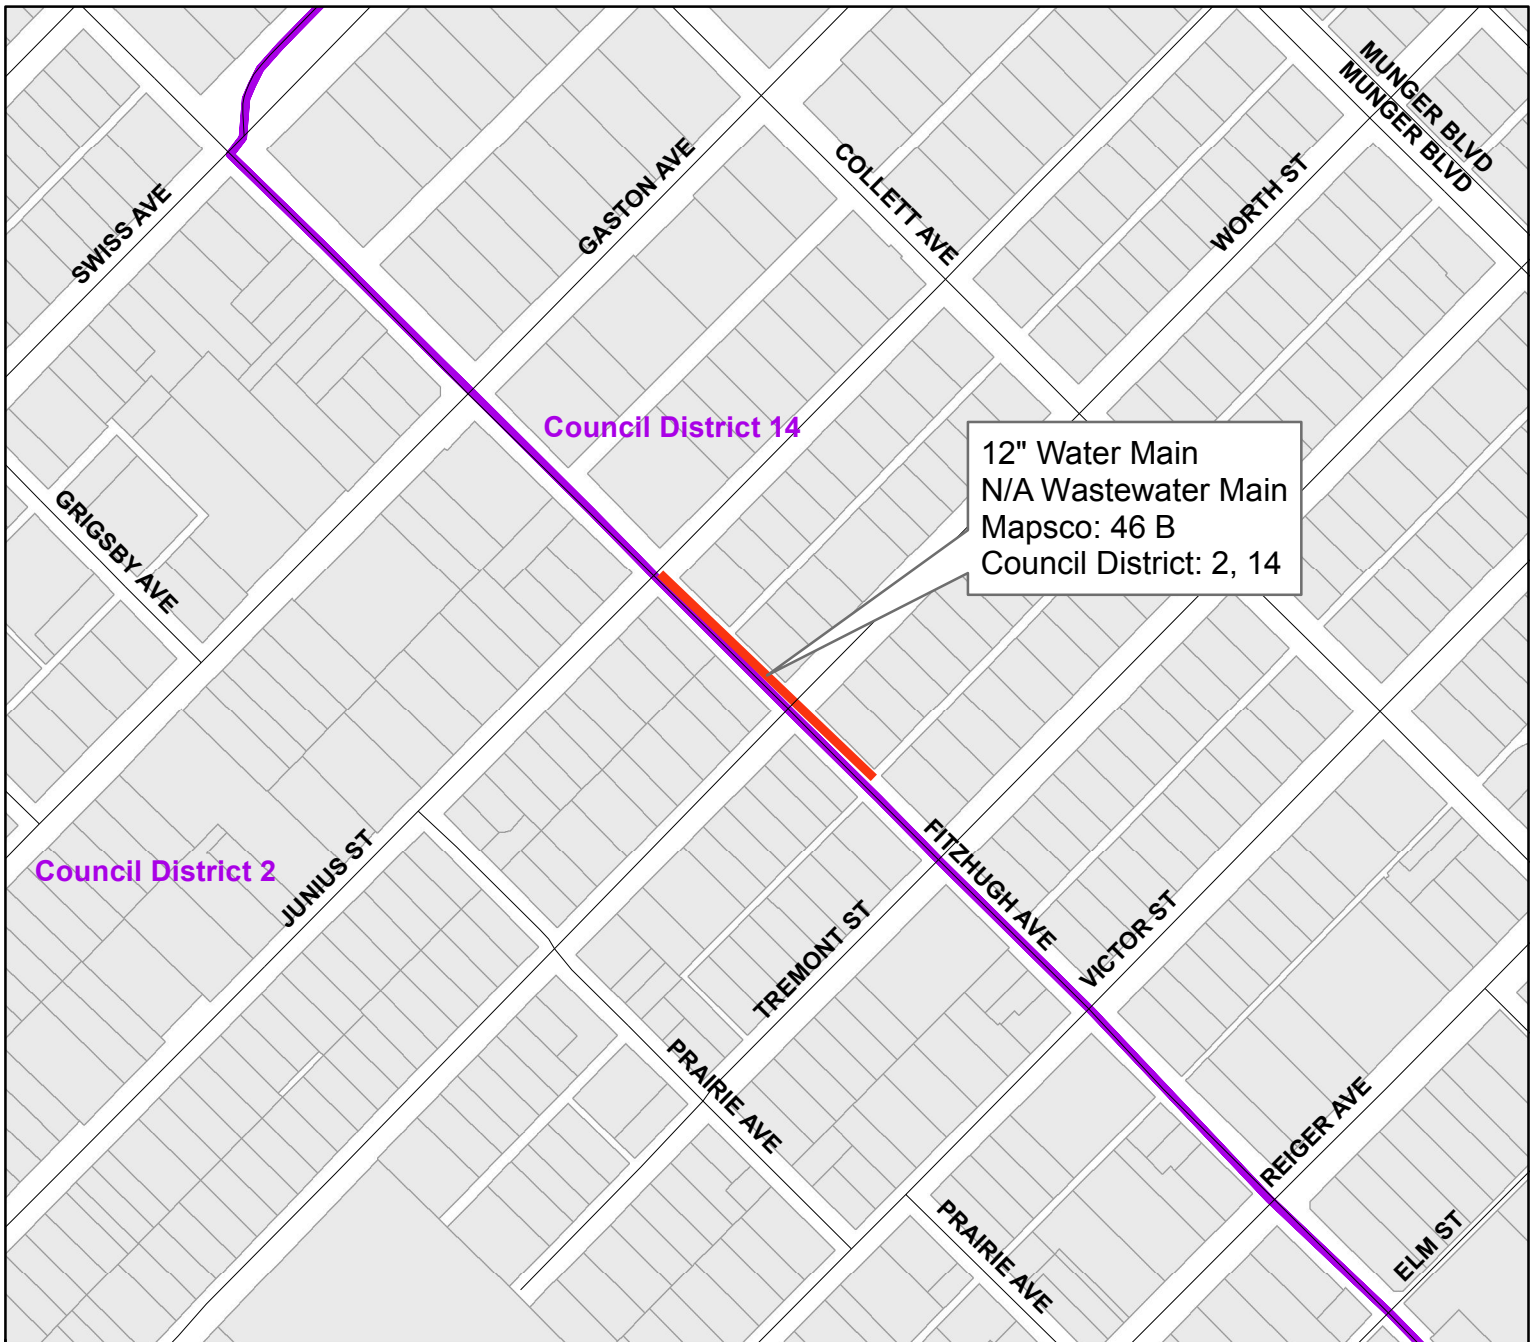 MUNGER BLVD
MUNGER BLVD
COLLETT AVE
GASTON AVE
WORTH ST
SWISS AVE
Council District 14
12" Water Main
N/A Wastewater Main
Mapsco: 46 B
Council District: 2, 14
GRIGSBY AVE
Council District 2
JUNIUS ST
FITZHUGH AVE
TREMONT ST
VICTOR ST
PRAIRIE AVE
REIGER AVE
PRAIRIE AVE
ELM ST